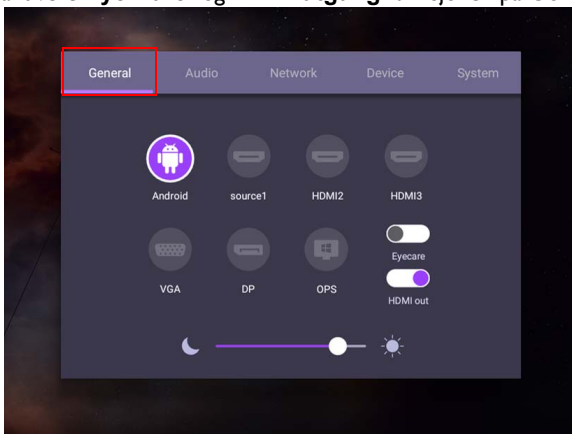 General Audio Network Device System
Android source1 HDMI2 HDMI3
Eyecare
VGA DP OPS
HDMI out